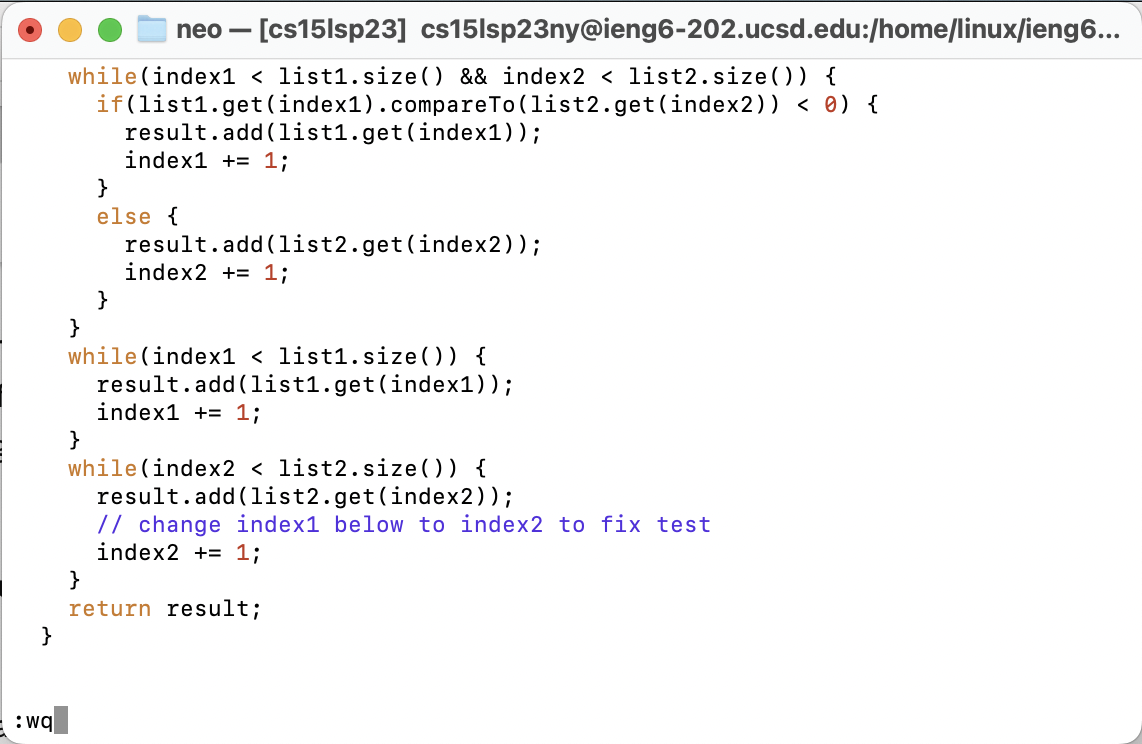 neo — [cs15lsp23] cs15lsp23ny@ieng6-202.ucsd.edu:/home/linux/ieng6...
while(index1 < list1.size() && index2 < list2.size()) {
if(list1.get(index1).compareTo(list2.get(index2)) < 0) {
result.add(list1.get(index1));
index1 += 1;
}
else {
result.add(list2.get(index2));
index2 += 1;
}
}
while(index1 < list1.size()) {
result.add(list1.get(index1));
index1 += 1;
}
while(index2 < list2.size()) {
result.add(list2.get(index2));
// change index1 below to index2 to fix test
index2 += 1;
}
return result;
}
:wq